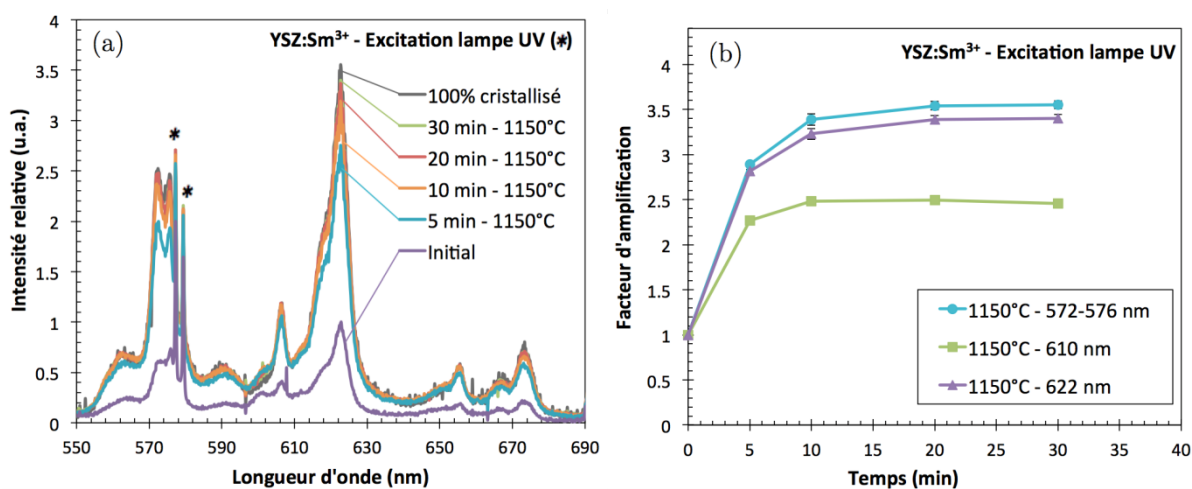 (a)
YSZ:Sm³⁺ - Excitation lampe UV (*)
100% cristallisé
30 min - 1150°C
20 min - 1150°C
10 min - 1150°C
5 min - 1150°C
Initial
*
*
Intensité relative (u.a.)
4
3.5
3
2.5
2
1.5
1
0.5
0
550 570 590 610 630 650 670 690
Longueur d'onde (nm)
(b)
YSZ:Sm³⁺ - Excitation lampe UV
Facteur d'amplification
4
3.5
3
2.5
2
1.5
1
0.5
0
1150°C - 572-576 nm
1150°C - 610 nm
1150°C - 622 nm
0 10 20 30 40
Temps (min)